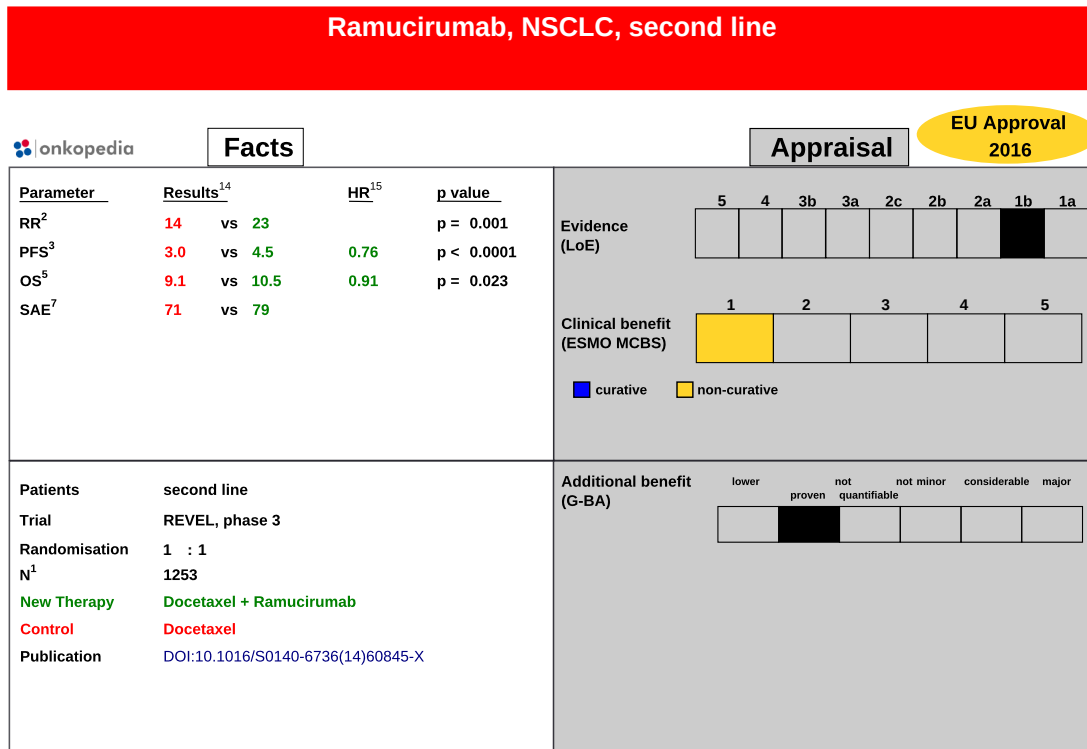 Ramucirumab, NSCLC, second line
onkopedia
Facts
Appraisal
EU Approval
2016
Parameter Results14 HR15 p value
RR2 14 vs 23 p = 0.001
PFS3 3.0 vs 4.5 0.76 p < 0.0001
OS5 9.1 vs 10.5 0.91 p = 0.023
SAE7 71 vs 79
5 4 3b 3a 2c 2b 2a 1b 1a
Evidence
(LoE)
1 2 3 4 5
Clinical benefit
(ESMO MCBS)
curative non-curative
Patients second line
Trial REVEL, phase 3
Randomisation 1 : 1
N1 1253
New Therapy Docetaxel + Ramucirumab
Control Docetaxel
Publication DOI:10.1016/S0140-6736(14)60845-X
Additional benefit
(G-BA)
lower not not minor considerable major
proven quantifiable